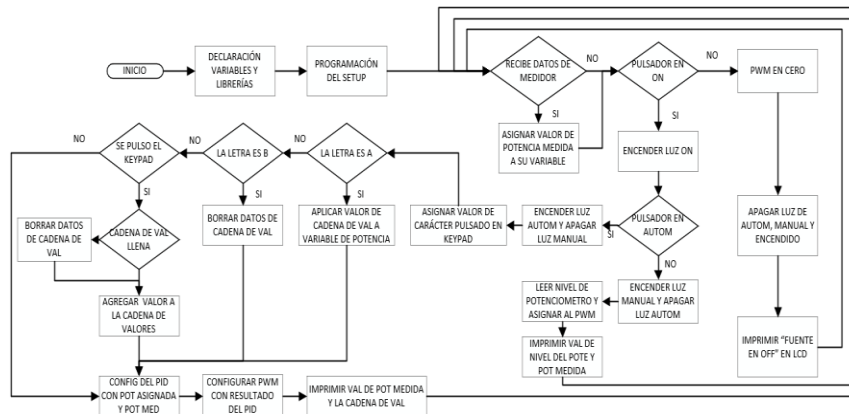 INICIO
DECLARACIÓN
VARIABLES Y
LIBRERÍAS
PROGRAMACIÓN
DEL SETUP
RECIBE DATOS DE
MEDIDOR
NO
SI
ASIGNAR VALOR DE
POTENCIA MEDIDA
A SU VARIABLE
PULSADOR EN
ON
NO
SI
PWM EN CERO
ENCENDER LUZ ON
APAGAR LUZ DE
AUTOM, MANUAL Y
ENCENDIDO
IMPRIMIR “FUENTE
EN OFF” EN LCD
PULSADOR EN
AUTOM
SI
NO
ENCENDER LUZ
AUTOM Y APAGAR
LUZ MANUAL
ENCENDER LUZ
MANUAL Y APAGAR
LUZ AUTOM
LEER NIVEL DE
POTENCIOMETRO Y
ASIGNAR AL PWM
IMPRIMIR VAL DE
NIVEL DEL POTE Y
POT MEDIDA
ASIGNAR VALOR DE
CARÁCTER PULSADO EN
KEYPAD
LA LETRA ES A
NO
SI
APLICAR VALOR DE
CADENA DE VAL A
VARIABLE DE POTENCIA
LA LETRA ES B
NO
SI
BORRAR DATOS DE
CADENA DE VAL
SE PULSO EL
KEYPAD
NO
SI
CADENA DE VAL
LLENA
BORRAR DATOS
DE CADENA DE
VAL
AGREGAR VALOR A
LA CADENA DE
VALORES
CONFIG DEL PID
CON POT ASIGNADA
Y POT MED
CONFIGURAR PWM
CON RESULTADO
DEL PID
IMPRIMIR VAL DE POT MEDIDA
Y LA CADENA DE VAL